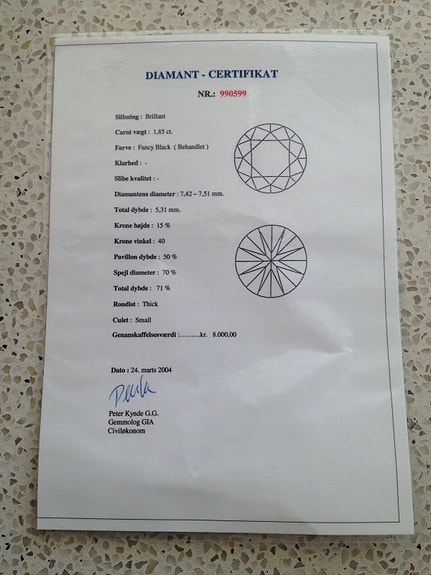 DIAMANT - CERTIFIKAT
NR.: 990599
Slibning : Brillant
Carat vægt : 1,85 ct.
Farve : Fancy Black ( Behandlet )
Klarhed : -
Slibe kvalitet : -
Diamantens diameter : 7,42 – 7,51 mm.
Total dybde : 5,31 mm.
Krone højde : 15 %
Krone vinkel : 40
Pavillon dybde : 50 %
Spejl diameter : 70 %
Total dybde : 71 %
Rondist : Thick
Culet : Small
Genanskaffelsesværdi :.........kr. 8.000,00
Dato : 24. marts 2004
Peter Kynde G.G.
Gemmolog GIA
Civiløkonom